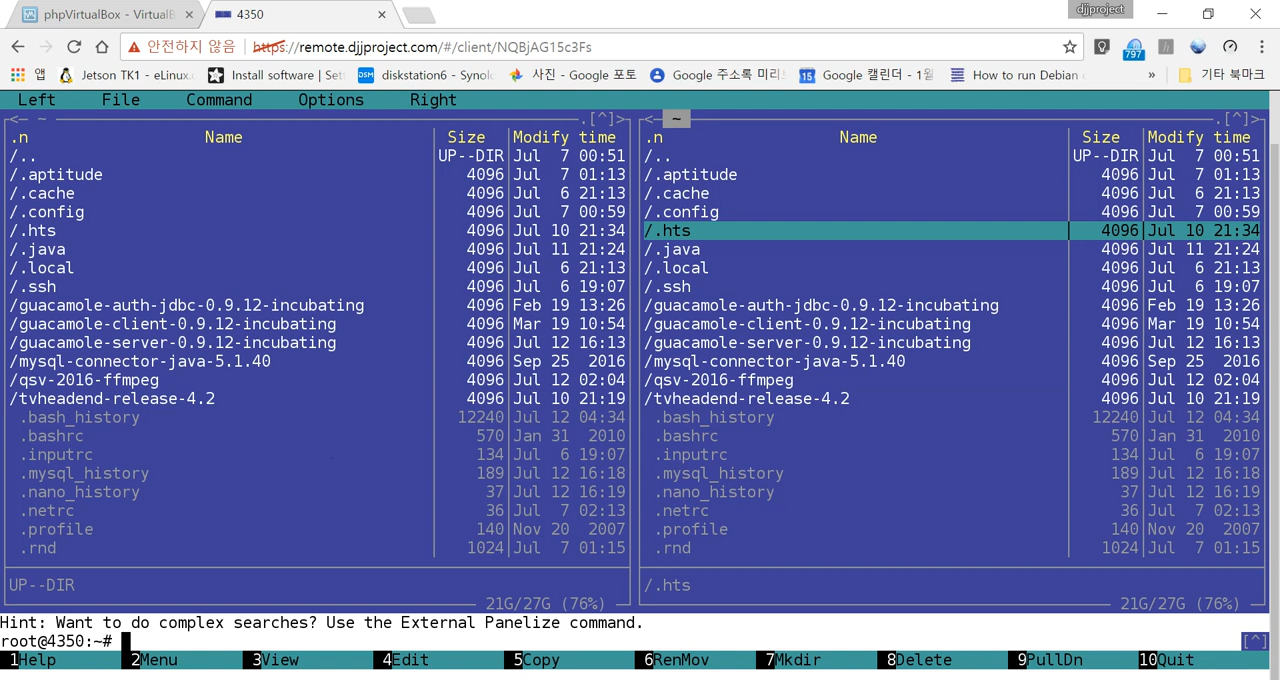 phpVirtualBox - VirtualB
4350
djjproject
안전하지 않음 https://remote.djjproject.com/#/client/NQBjAG15c3Fs
797
앱 Jetson TK1 - eLinux. Install software | Set DSM diskstation6 - Synol 사진 - Google 포토 Google 주소록 미리 15 Google 캘린더 - 1월 How to run Debian » 기타 북마크
Left File Command Options Right
<— ~ .[^]> <— ~ .[^]>
.n Name Size Modify time .n Name Size Modify time
/.. UP--DIR Jul 7 00:51 /.. UP--DIR Jul 7 00:51
/.aptitude 4096 Jul 7 01:13 /.aptitude 4096 Jul 7 01:13
/.cache 4096 Jul 6 21:13 /.cache 4096 Jul 6 21:13
/.config 4096 Jul 7 00:59 /.config 4096 Jul 7 00:59
/.hts 4096 Jul 10 21:34 /.hts 4096 Jul 10 21:34
/.java 4096 Jul 11 21:24 /.java 4096 Jul 11 21:24
/.local 4096 Jul 6 21:13 /.local 4096 Jul 6 21:13
/.ssh 4096 Jul 6 19:07 /.ssh 4096 Jul 6 19:07
/guacamole-auth-jdbc-0.9.12-incubating 4096 Feb 19 13:26 /guacamole-auth-jdbc-0.9.12-incubating 4096 Feb 19 13:26
/guacamole-client-0.9.12-incubating 4096 Mar 19 10:54 /guacamole-client-0.9.12-incubating 4096 Mar 19 10:54
/guacamole-server-0.9.12-incubating 4096 Jul 12 16:13 /guacamole-server-0.9.12-incubating 4096 Jul 12 16:13
/mysql-connector-java-5.1.40 4096 Sep 25 2016 /mysql-connector-java-5.1.40 4096 Sep 25 2016
/qsv-2016-ffmpeg 4096 Jul 12 02:04 /qsv-2016-ffmpeg 4096 Jul 12 02:04
/tvheadend-release-4.2 4096 Jul 10 21:19 /tvheadend-release-4.2 4096 Jul 10 21:19
.bash_history 12240 Jul 12 04:34 .bash_history 12240 Jul 12 04:34
.bashrc 570 Jan 31 2010 .bashrc 570 Jan 31 2010
.inputrc 134 Jul 6 19:07 .inputrc 134 Jul 6 19:07
.mysql_history 189 Jul 12 16:18 .mysql_history 189 Jul 12 16:18
.nano_history 37 Jul 12 16:19 .nano_history 37 Jul 12 16:19
.netrc 36 Jul 7 02:13 .netrc 36 Jul 7 02:13
.profile 140 Nov 20 2007 .profile 140 Nov 20 2007
.rnd 1024 Jul 7 01:15 .rnd 1024 Jul 7 01:15
UP--DIR /.hts
21G/27G (76%) 21G/27G (76%)
Hint: Want to do complex searches? Use the External Panelize command.
root@4350:~# [^]
1Help 2Menu 3View 4Edit 5Copy 6RenMov 7Mkdir 8Delete 9PullDn 10Quit